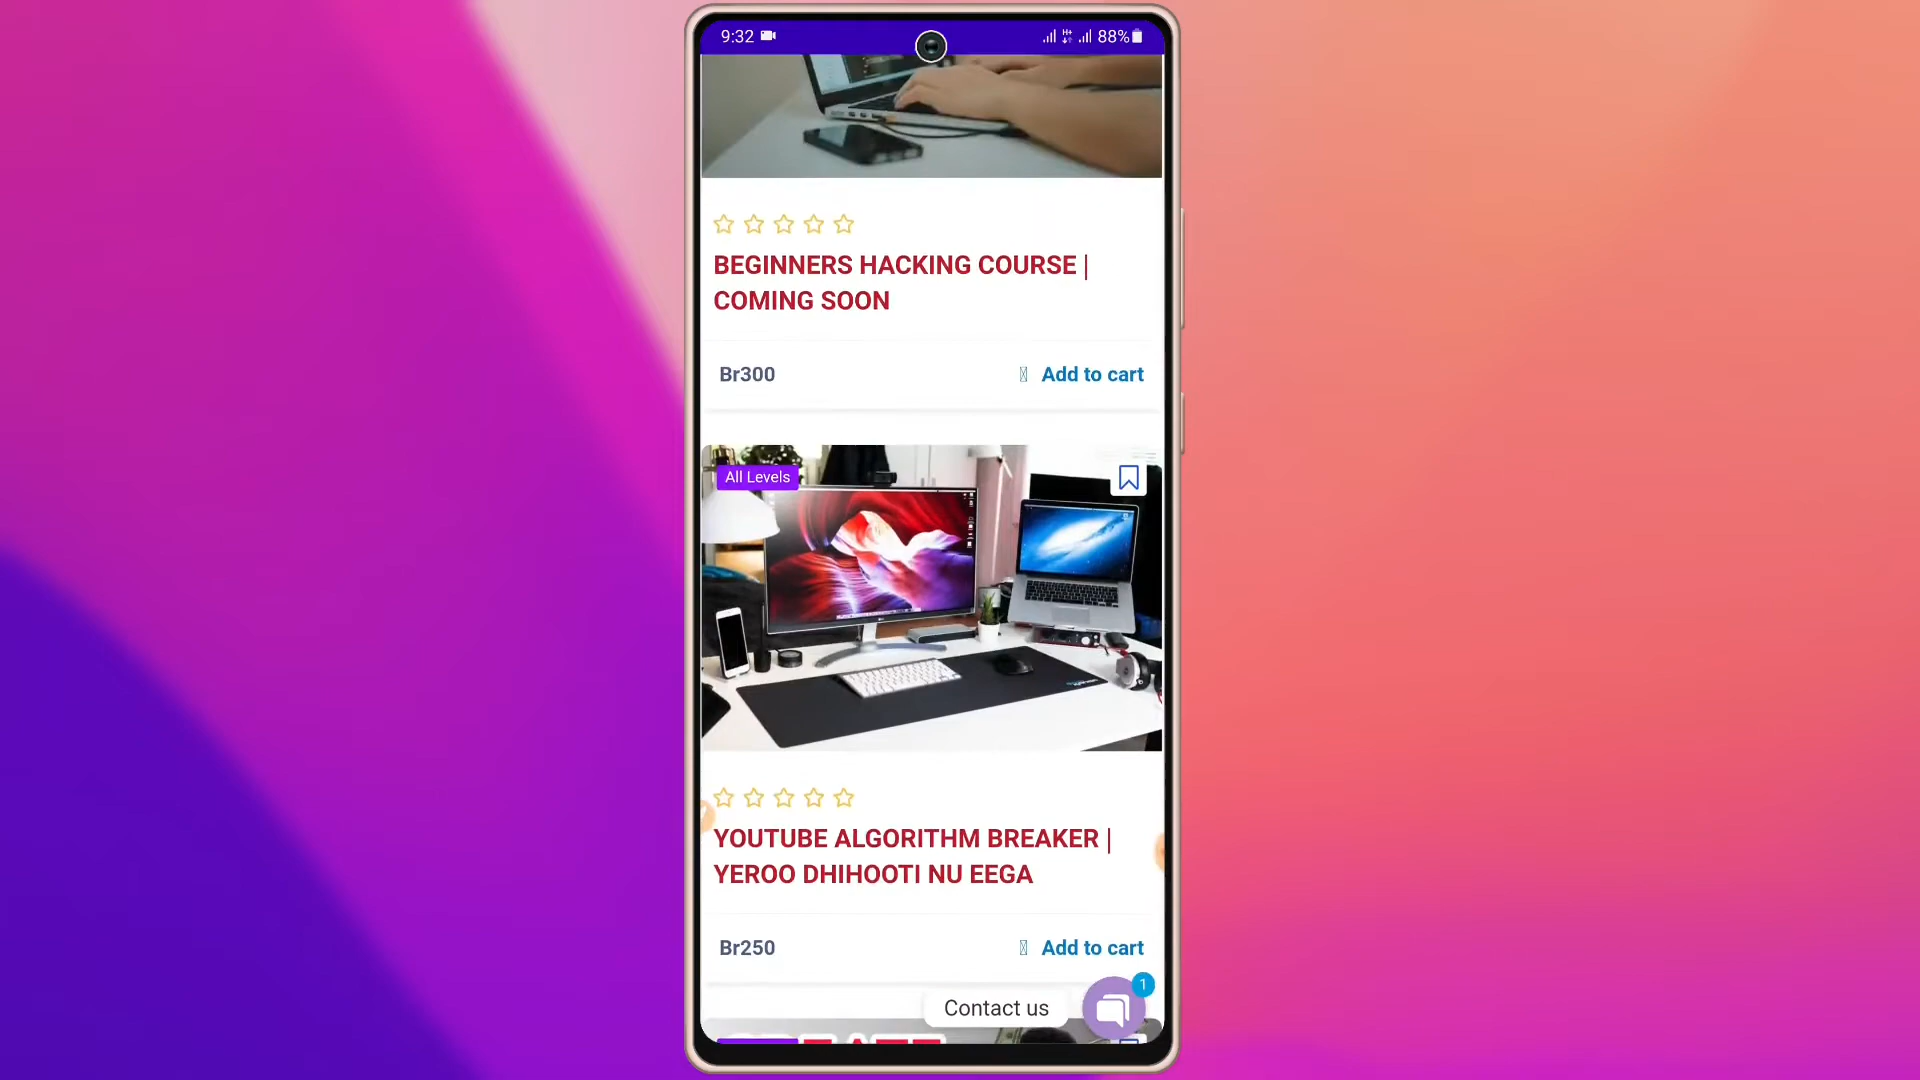 9:32
88%
BEGINNERS HACKING COURSE |
COMING SOON
Br300
Add to cart
All Levels
YOUTUBE ALGORITHM BREAKER |
YEROO DHIHOOTI NU EEGA
Br250
Add to cart
1
Contact us